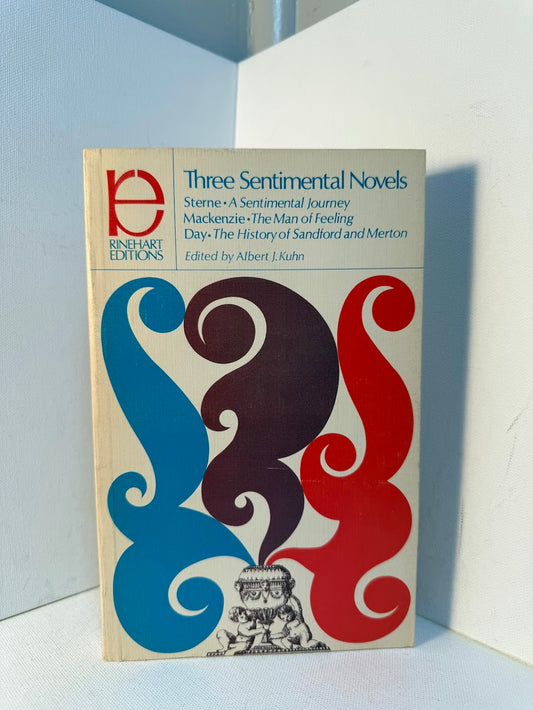 re
RINEHART
EDITIONS
Three Sentimental Novels
Sterne • A Sentimental Journey
Mackenzie • The Man of Feeling
Day • The History of Sandford and Merton
Edited by Albert J. Kuhn